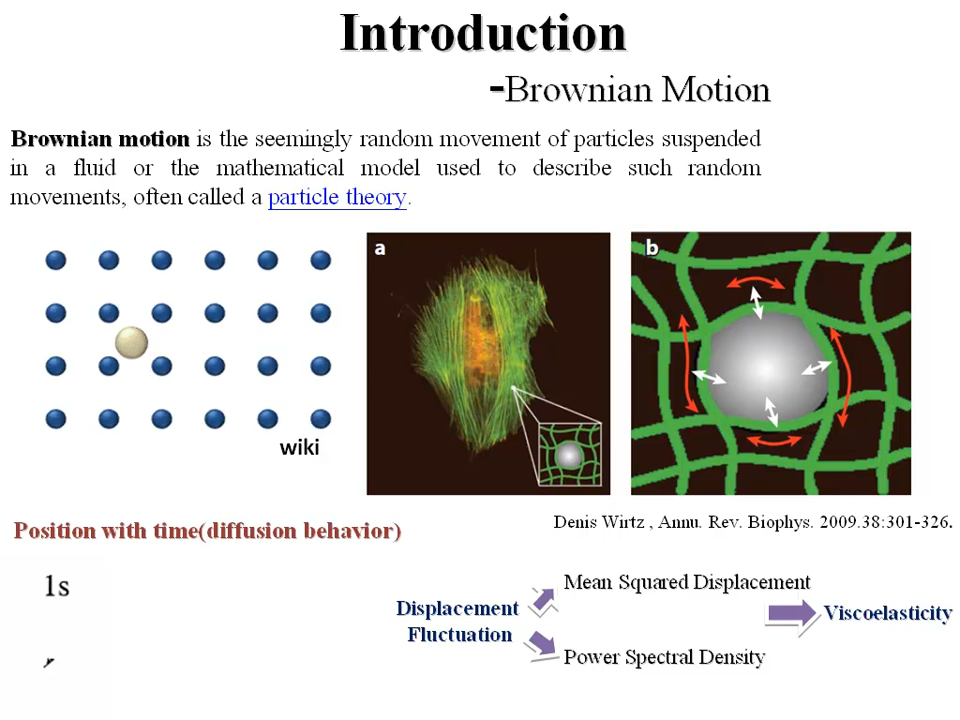 Introduction
-Brownian Motion
Brownian motion is the seemingly random movement of particles suspended
in a fluid or the mathematical model used to describe such random
movements, often called a particle theory.
a
b
wiki
Denis Wirtz , Annu. Rev. Biophys. 2009.38:301-326.
Position with time(diffusion behavior)
1s
Mean Squared Displacement
Displacement
Fluctuation
Viscoelasticity
Power Spectral Density